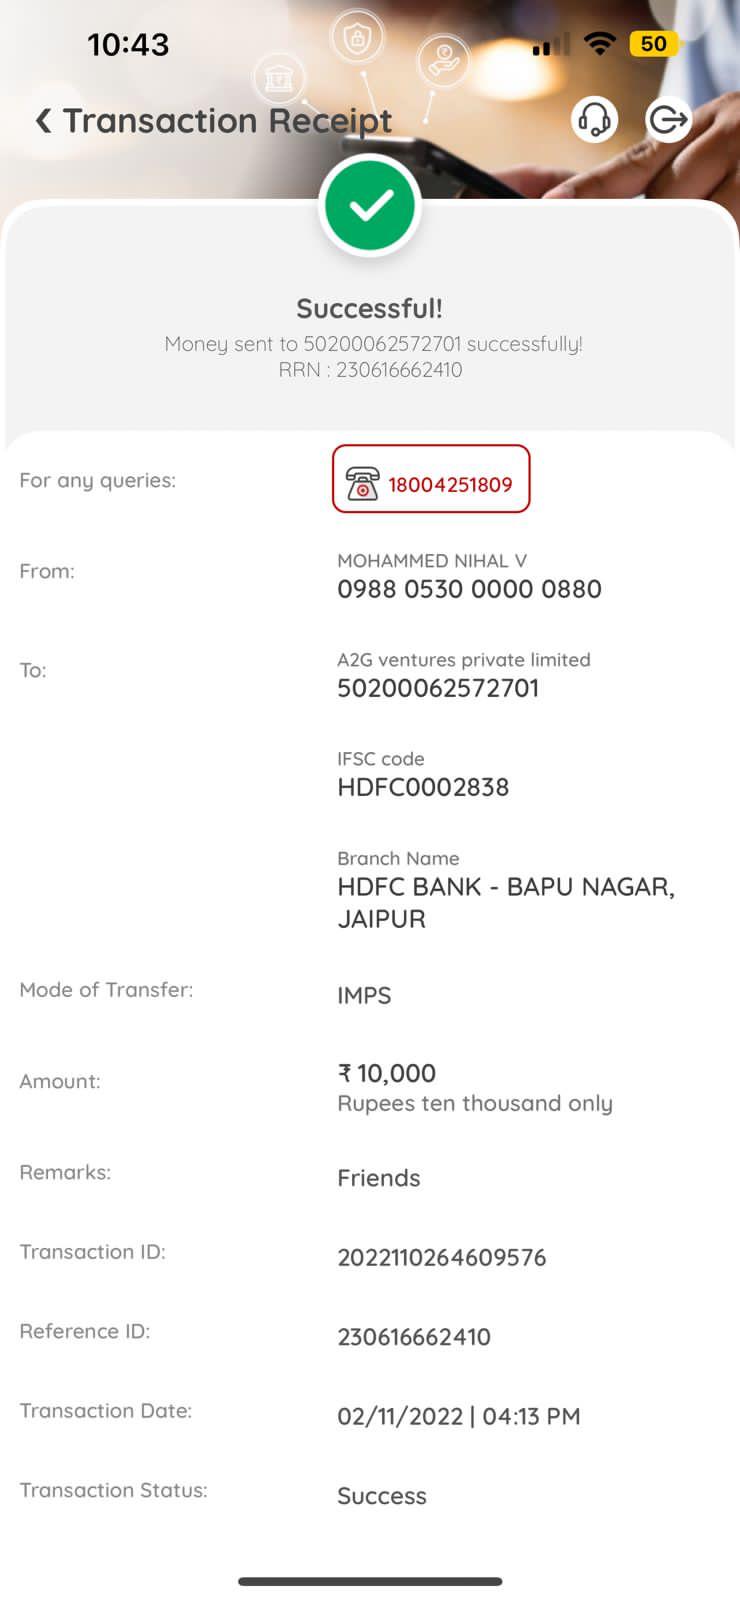 10:43
50
Transaction Receipt
Successful!
Money sent to 50200062572701 successfully!
RRN : 230616662410
For any queries:
18004251809
From:
MOHAMMED NIHAL V
0988 0530 0000 0880
To:
A2G ventures private limited
50200062572701
IFSC code
HDFC0002838
Branch Name
HDFC BANK - BAPU NAGAR,
JAIPUR
Mode of Transfer:
IMPS
Amount:
₹ 10,000
Rupees ten thousand only
Remarks:
Friends
Transaction ID:
2022110264609576
Reference ID:
230616662410
Transaction Date:
02/11/2022 | 04:13 PM
Transaction Status:
Success